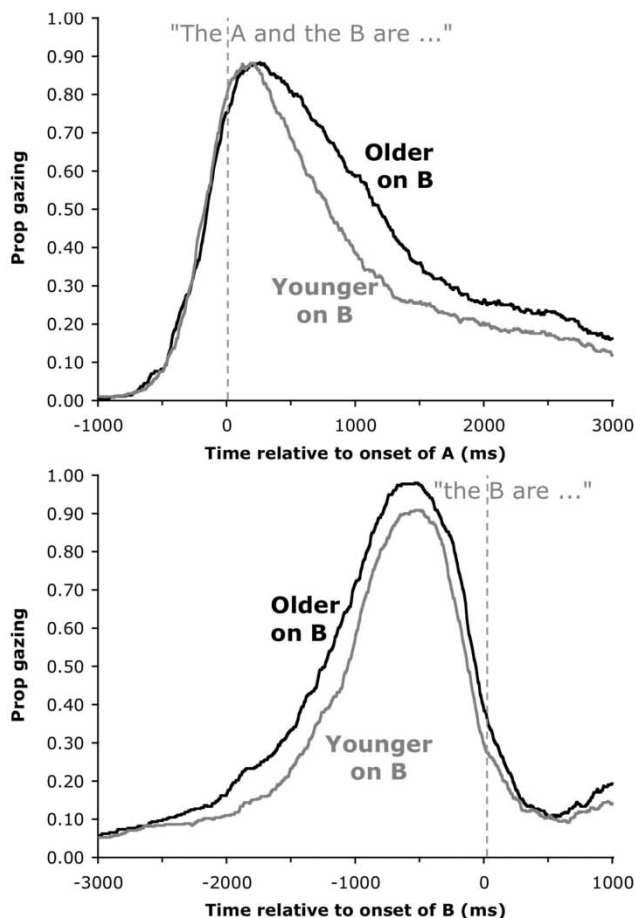 "The A and the B are ..."
1.00
0.90
0.80
0.70
0.60
0.50
0.40
0.30
0.20
0.10
0.00
Prop gazing
Older
on B
Younger
on B
-1000
0
1000
2000
3000
Time relative to onset of A (ms)
"the B are ..."
1.00
0.90
0.80
0.70
0.60
0.50
0.40
0.30
0.20
0.10
0.00
Prop gazing
Older
on B
Younger
on B
-3000
-2000
-1000
0
1000
Time relative to onset of B (ms)